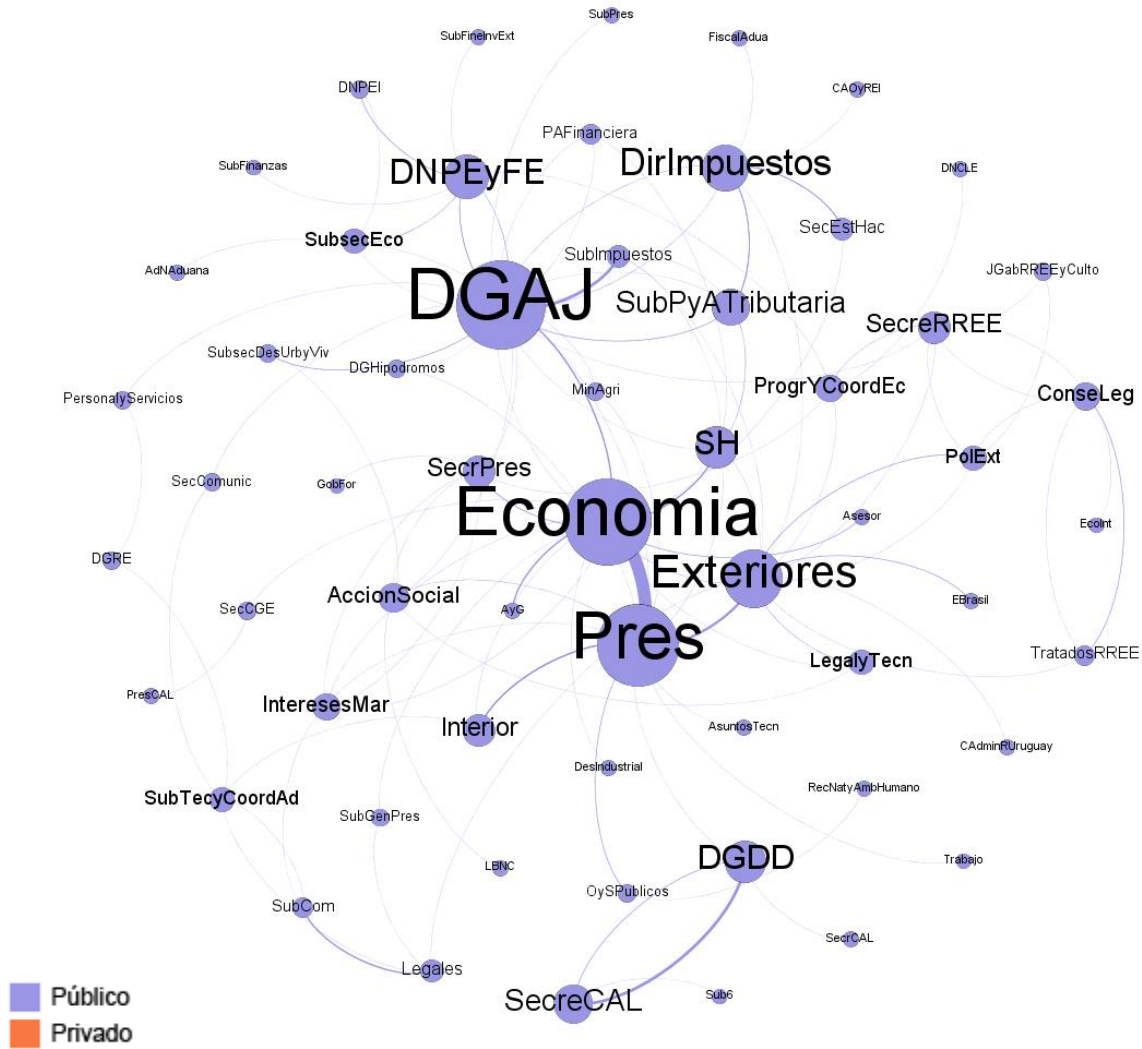 SubPres
SubFineInvExt
FiscalAdua
DNPEI
CAOyREI
PAFinanciera
DirImpuestos
SubFinanzas
DNPEyFE
DNCLE
SecEstHac
SubsecEco
SubImpuestos
AdNAduana
JGabRREEyCulto
DGAJ
SubPyATributaria
SecreRREE
SubsecDesUrbyViv
DGHipodromos
MinAgri
ProgrYCoordEc
ConseLeg
PersonalyServicios
SH
SecrPres
PolExt
SecComunic
GobFor
Economia
Asesor
EcoInt
DGRE
Exteriores
AccionSocial
EBrasil
SecCGE
AyG
Pres
TratadosRREE
LegalyTecn
PresCAL
InteresesMar
Interior
AsuntosTecn
CAdminRUruguay
DesIndustrial
RecNatyAmbHumano
SubTecyCoordAd
SubGenPres
DGDD
Trabajo
LBNC
OySPublicos
SubCom
SecrCAL
Legales
Sub6
SecreCAL
Público
Privado